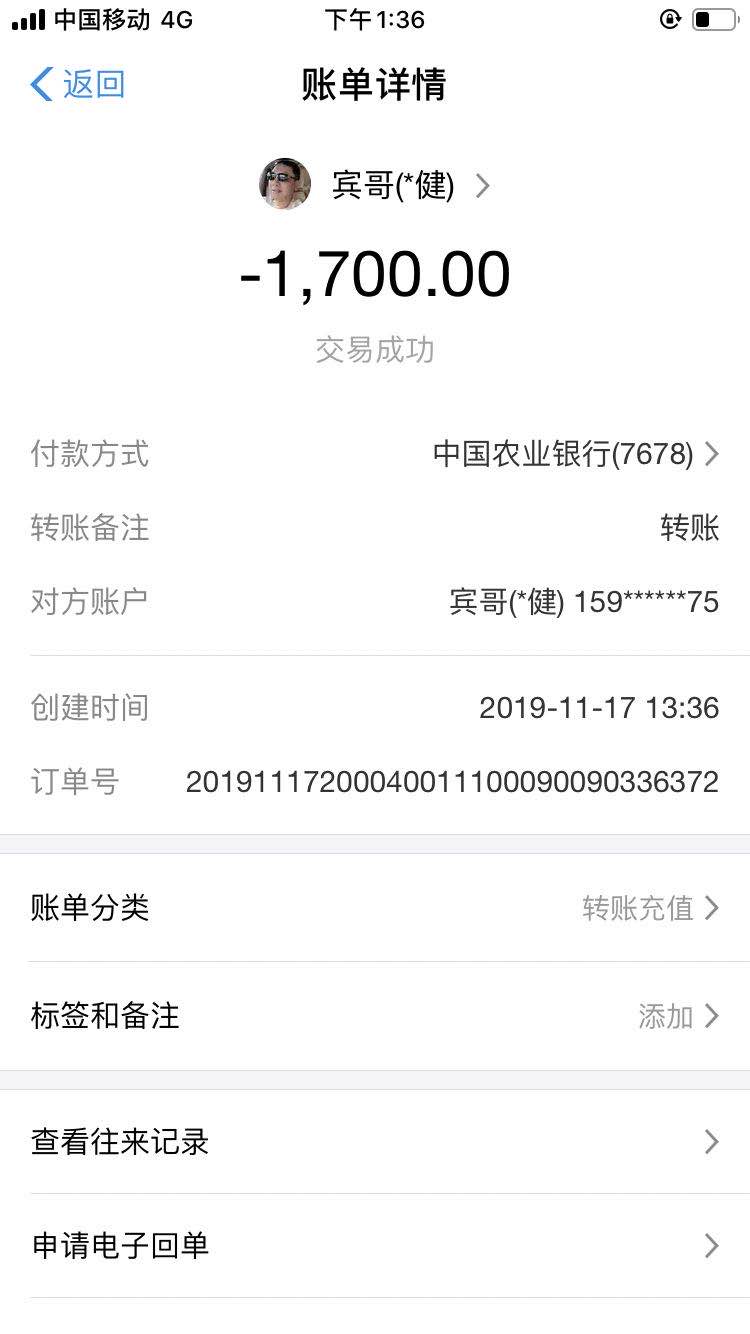 中国移动 4G 下午1:36
返回 账单详情
宾哥(*健)
-1,700.00
交易成功
付款方式 中国农业银行(7678)
转账备注 转账
对方账户 宾哥(*健) 159******75
创建时间 2019-11-17 13:36
订单号 20191117200040011100090090336372
账单分类 转账充值
标签和备注 添加
查看往来记录
申请电子回单